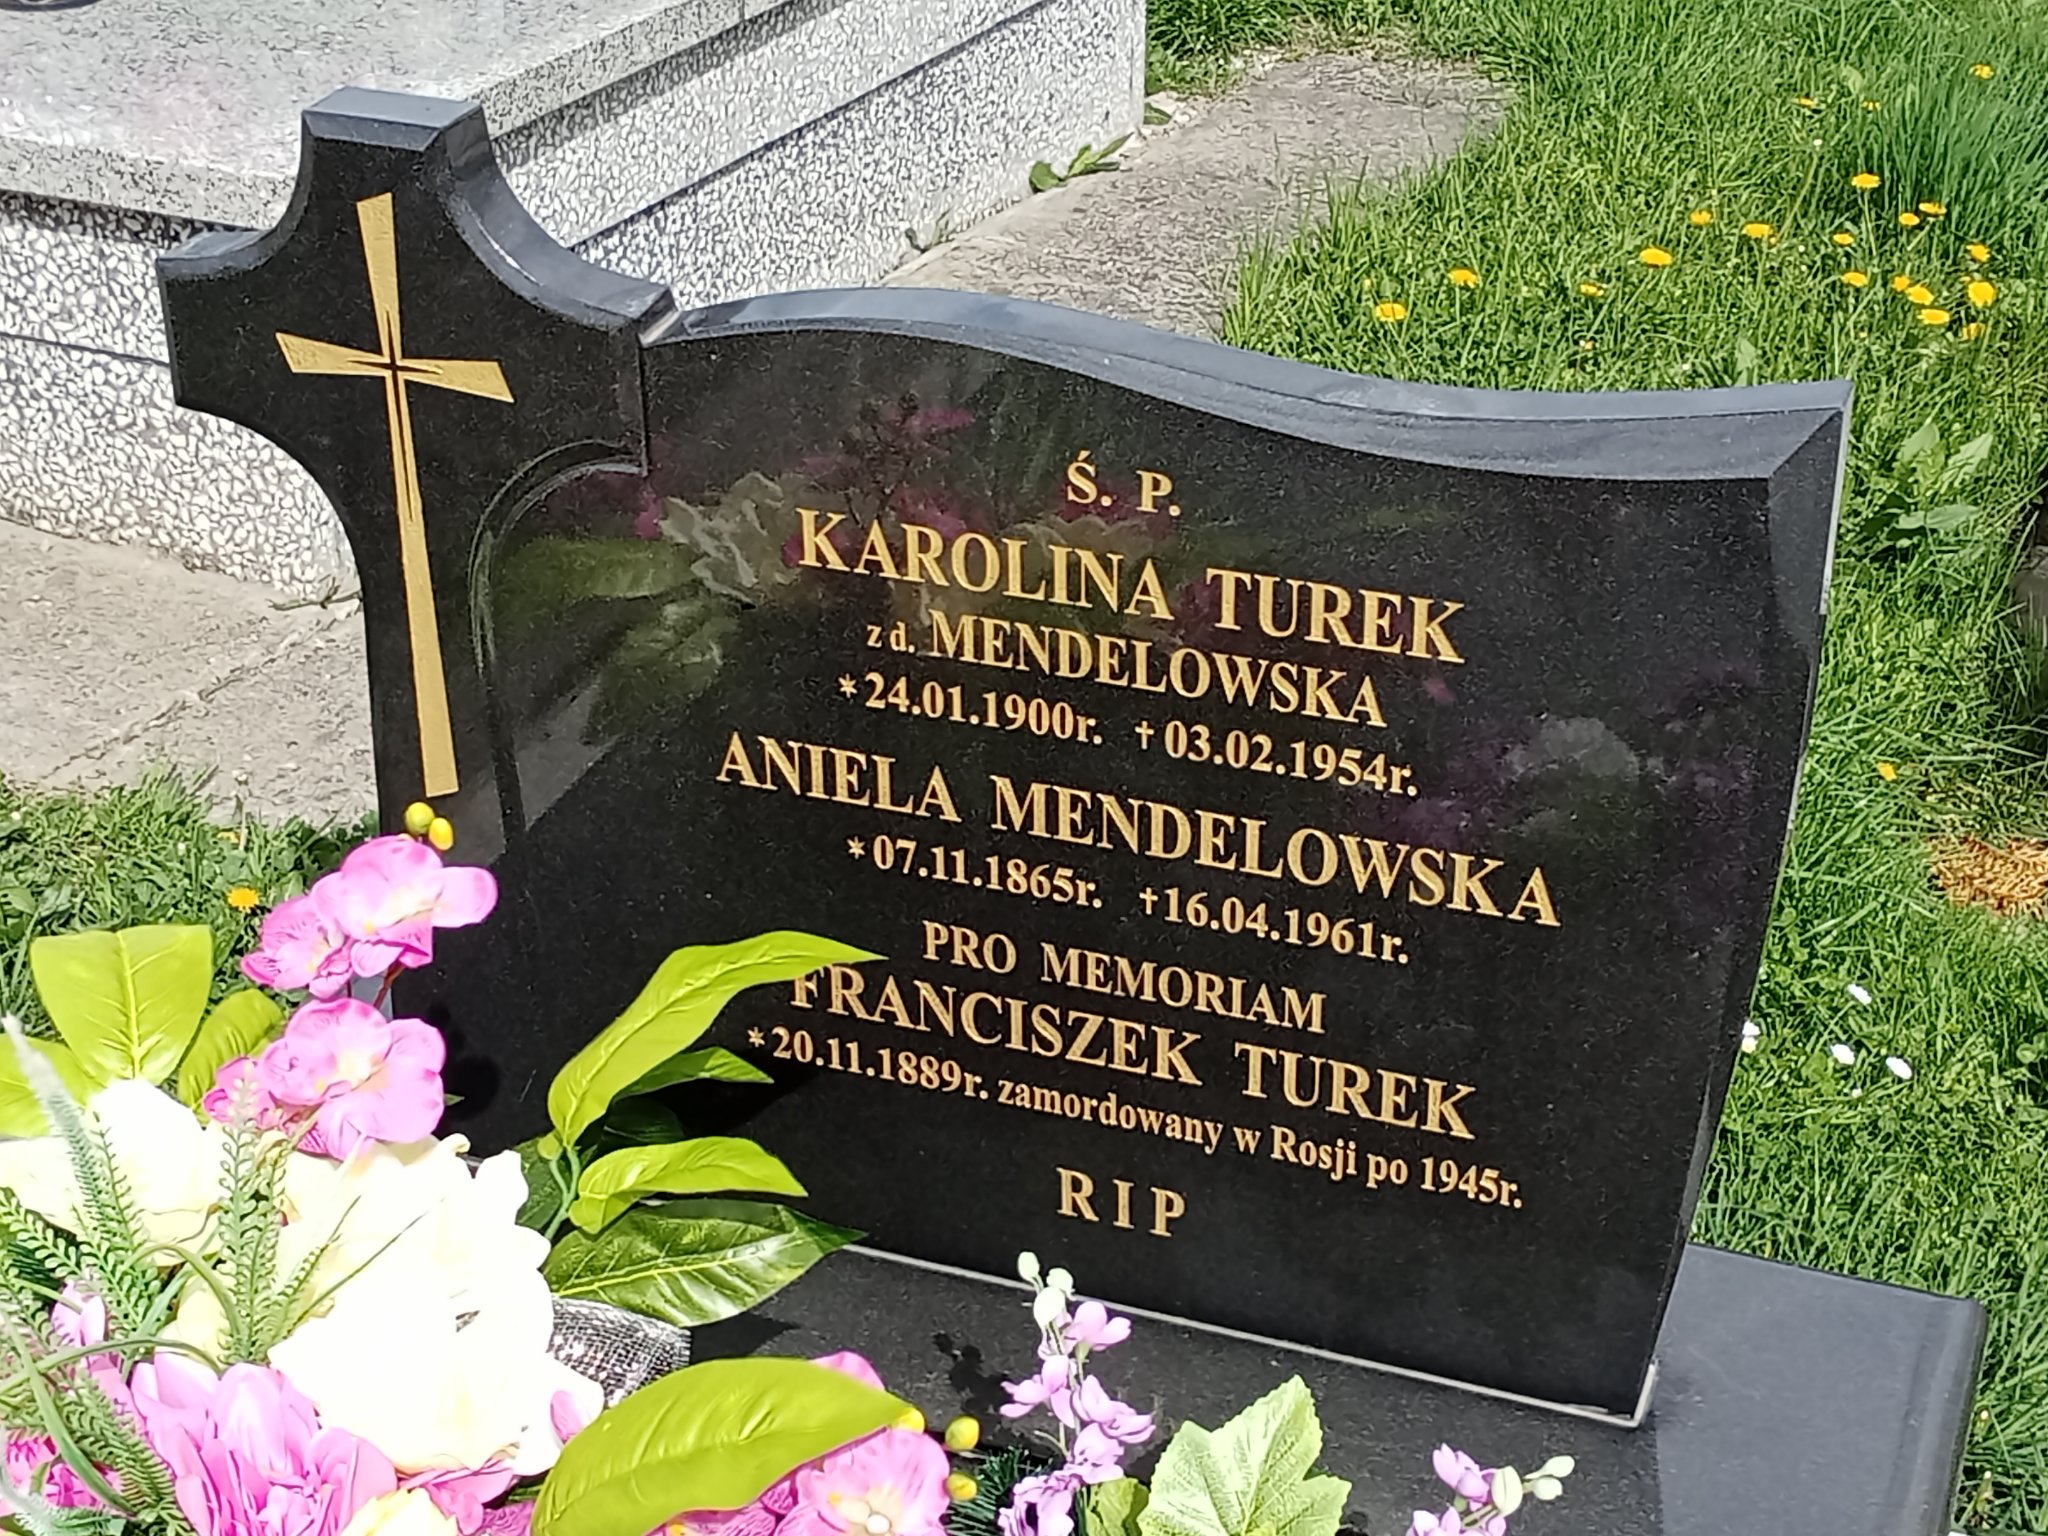 Ś. P.
KAROLINA TUREK
z d. MENDELOWSKA
*24.01.1900r. †03.02.1954r.
ANIELA MENDELOWSKA
*07.11.1865r. †16.04.1961r.
PRO MEMORIAM
FRANCISZEK TUREK
*20.11.1889r. zamordowany w Rosji po 1945r.
R I P